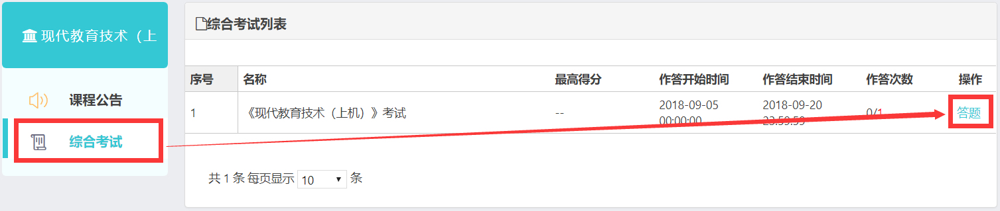 现代教育技术（上
课程公告
综合考试
综合考试列表
序号 名称 最高得分 作答开始时间 作答结束时间 作答次数 操作
1 《现代教育技术（上机）》考试 -- 2018-09-05 2018-09-20 0/1 答题
00:00:00 23:59:59
共 1 条 每页显示 10 条